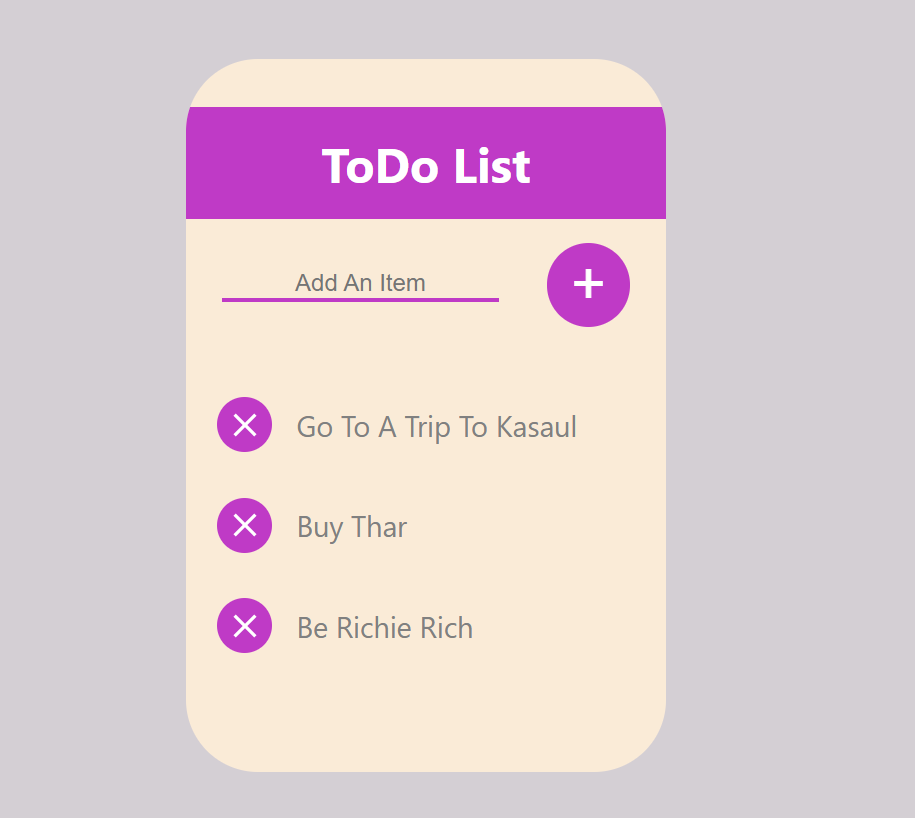 ToDo List
Add An Item
+
Go To A Trip To Kasaul
Buy Thar
Be Richie Rich